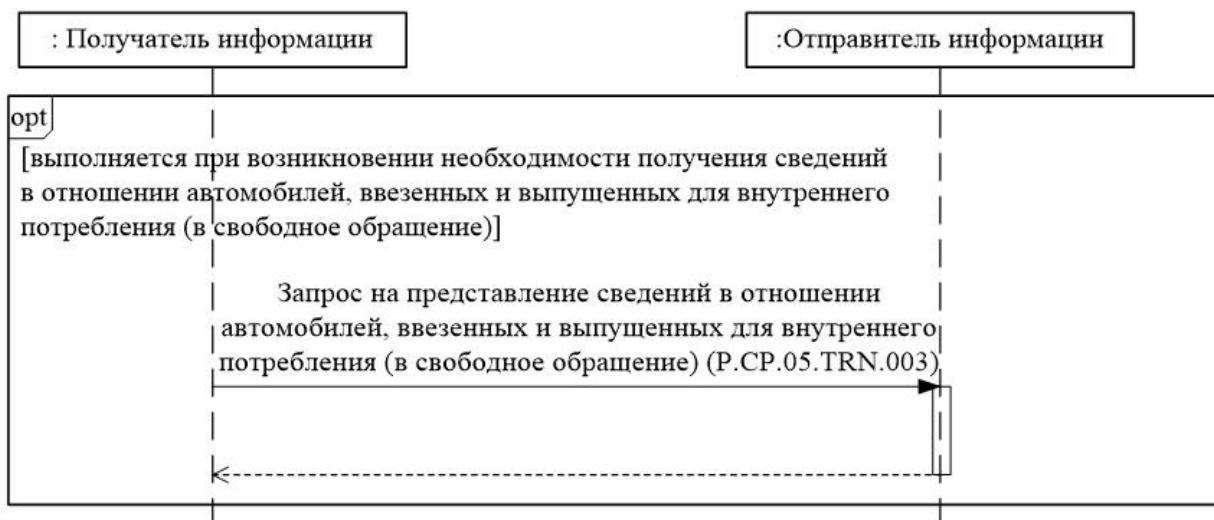 : Получатель информации
:Отправитель информации
opt
[выполняется при возникновении необходимости получения сведений
в отношении автомобилей, ввезенных и выпущенных для внутреннего
потребления (в свободное обращение)]
Запрос на представление сведений в отношении
автомобилей, ввезенных и выпущенных для внутреннего
потребления (в свободное обращение) (P.CP.05.TRN.003)